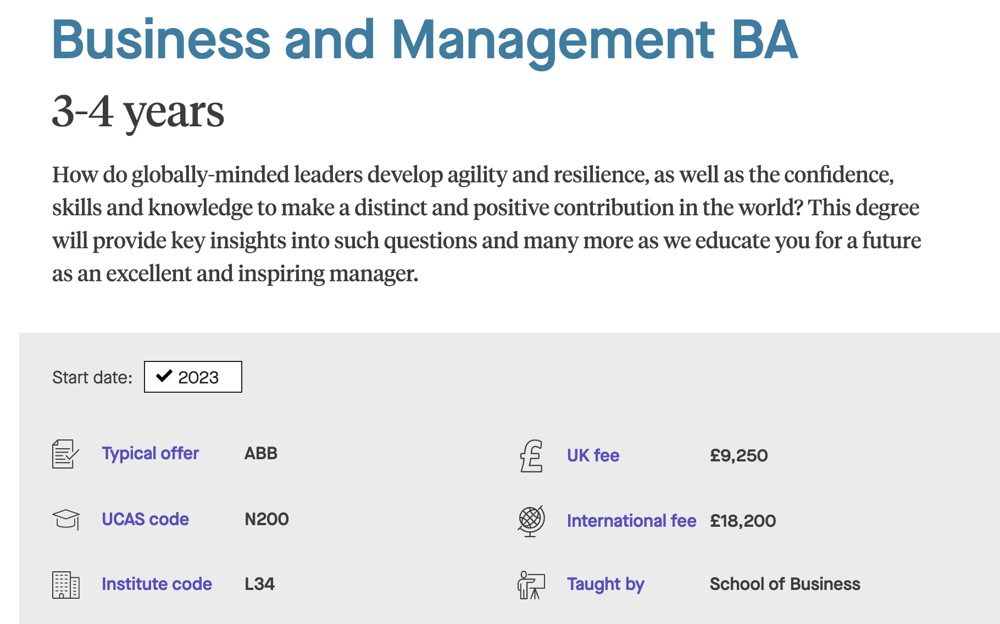 Business and Management BA
3-4 years
How do globally-minded leaders develop agility and resilience, as well as the confidence,
skills and knowledge to make a distinct and positive contribution in the world? This degree
will provide key insights into such questions and many more as we educate you for a future
as an excellent and inspiring manager.
Start date: ✔ 2023
Typical offer ABB
UK fee £9,250
UCAS code N200
International fee £18,200
Institute code L34
Taught by School of Business